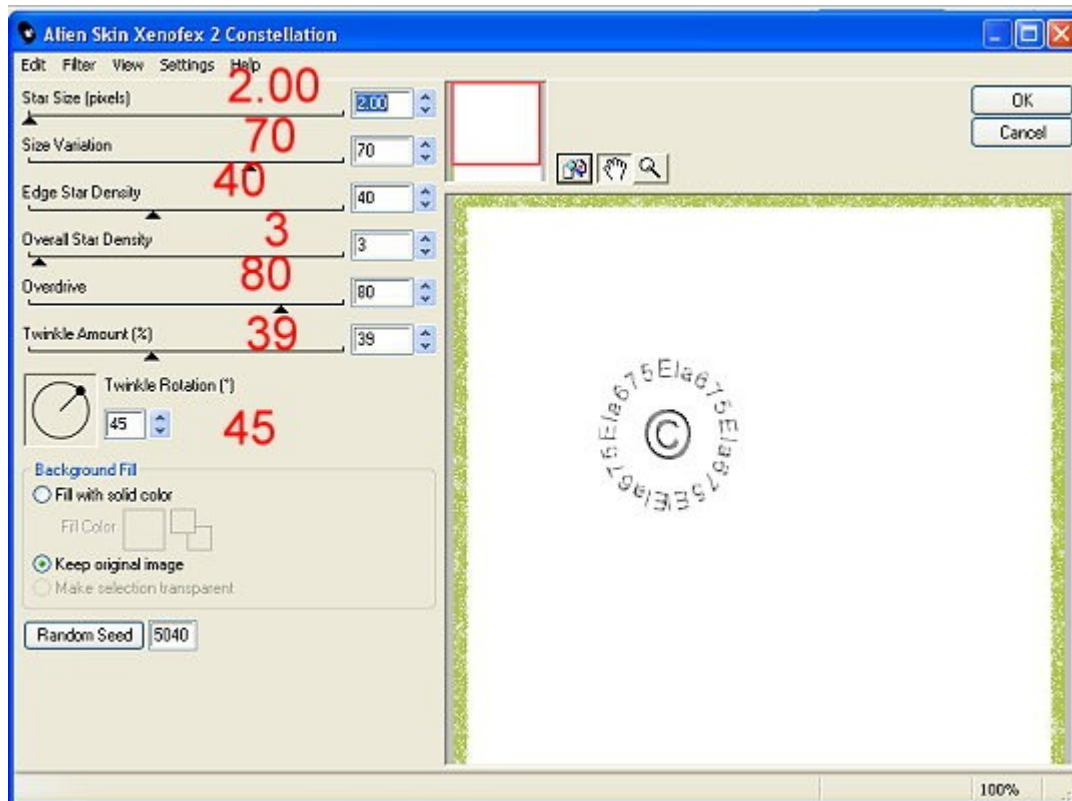 Alien Skin Xenofex 2 Constellation
Edit Filter View Settings Help
Star Size (pixels) 2.00 2.00
Size Variation 70 70
Edge Star Density 40 40
Overall Star Density 3 3
Overdrive 80 80
Twinkle Amount (%) 39 39
Twinkle Rotation (°)
45 45
Background Fill
Fill with solid color
Fill Color
Keep original image
Make selection transparent
Random Seed 5040
OK
Cancel
Ela675Ela675Ela675Ela675
©
100%